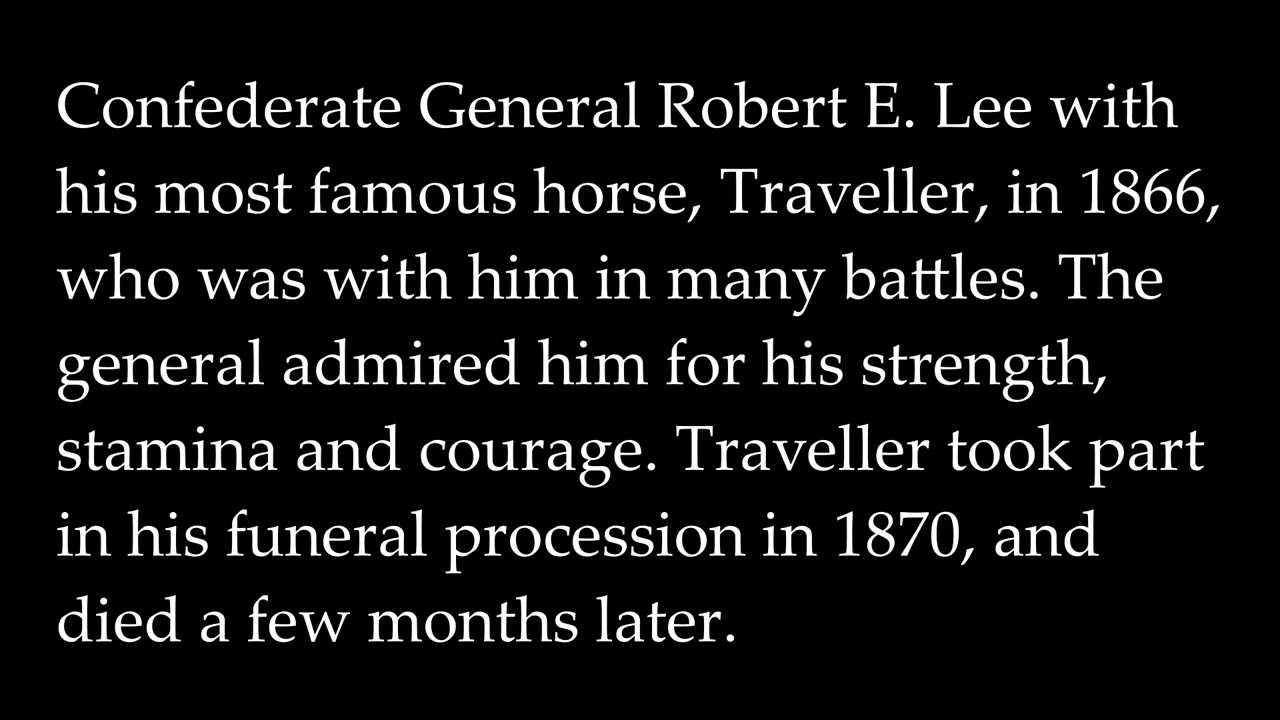 Confederate General Robert E. Lee with
his most famous horse, Traveller, in 1866,
who was with him in many battles. The
general admired him for his strength,
stamina and courage. Traveller took part
in his funeral procession in 1870, and
died a few months later.